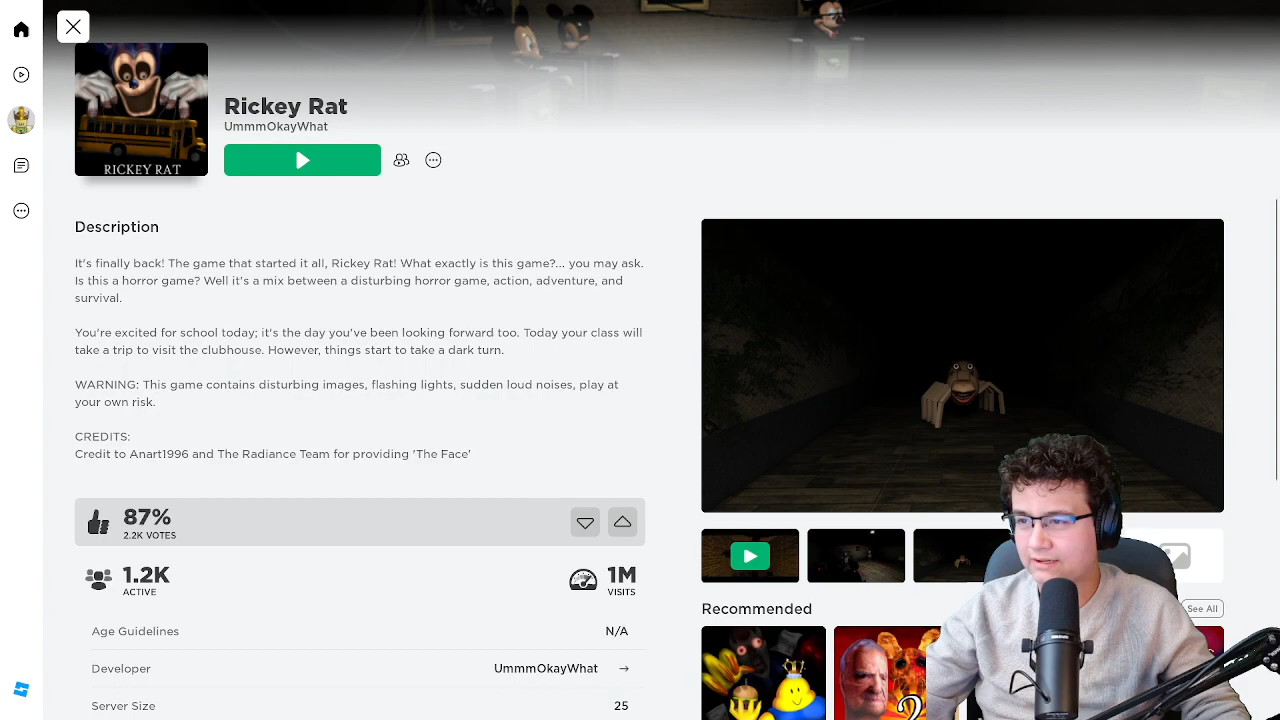 RICKEY RAT
Rickey Rat
UmmmOkayWhat
Description
It's finally back! The game that started it all, Rickey Rat! What exactly is this game?... you may ask.
Is this a horror game? Well it's a mix between a disturbing horror game, action, adventure, and
survival.
You're excited for school today; it's the day you've been looking forward too. Today your class will
take a trip to visit the clubhouse. However, things start to take a dark turn.
WARNING: This game contains disturbing images, flashing lights, sudden loud noises, play at
your own risk.
CREDITS:
Credit to Anart1996 and The Radiance Team for providing 'The Face'
87%
2.2K VOTES
1.2K
ACTIVE
1M
VISITS
Age Guidelines N/A
Developer UmmmOkayWhat →
Server Size 25
Recommended
See All
2